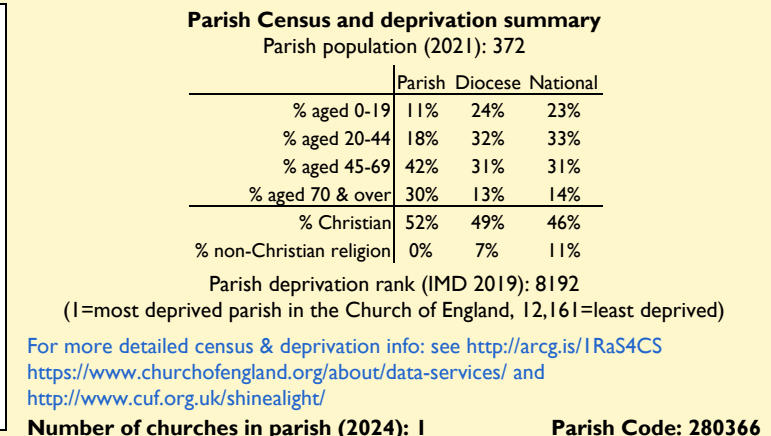 Parish Census and deprivation summary
Parish population (2021): 372
Parish Diocese National
% aged 0-19 11% 24% 23%
% aged 20-44 18% 32% 33%
% aged 45-69 42% 31% 31%
% aged 70 & over 30% 13% 14%
% Christian 52% 49% 46%
% non-Christian religion 0% 7% 11%
Parish deprivation rank (IMD 2019): 8192
(1=most deprived parish in the Church of England, 12,161=least deprived)
For more detailed census & deprivation info: see http://arcg.is/1RaS4CS
https://www.churchofengland.org/about/data-services/ and
http://www.cuf.org.uk/shinealight/
Number of churches in parish (2024): 1 Parish Code: 280366